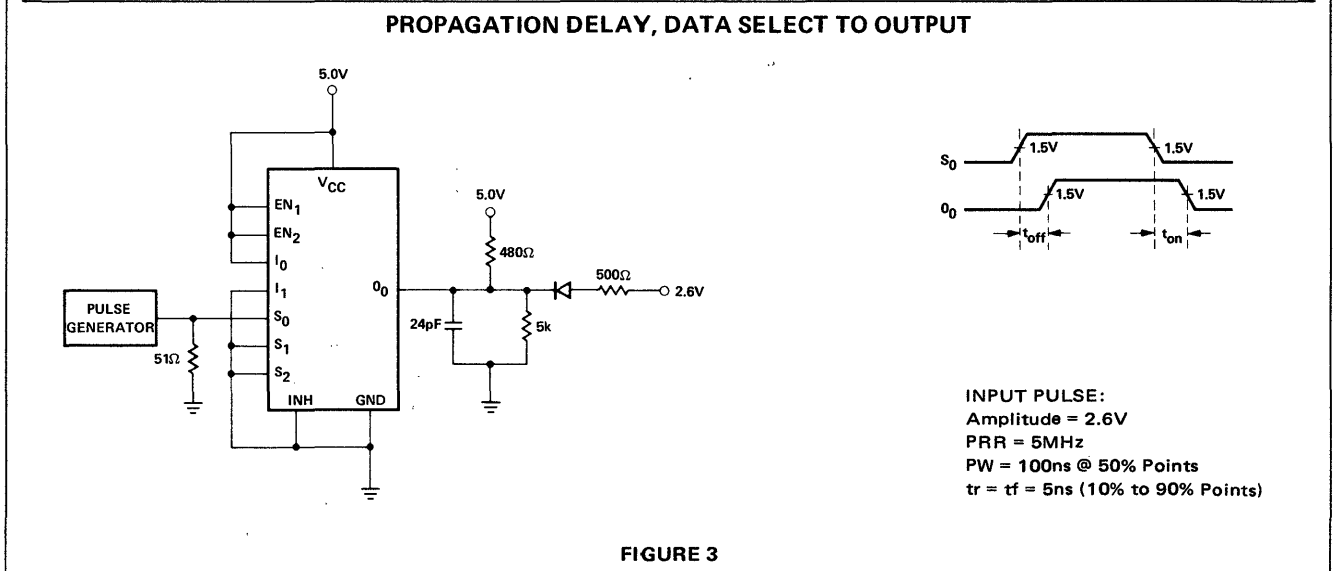 PROPAGATION DELAY, DATA SELECT TO OUTPUT
5.0V
VCC
EN1
EN2
I0
I1
S0
S1
S2
INH GND
00
PULSE
GENERATOR
51Ω
5.0V
480Ω
500Ω
2.6V
24pF
5k
S0
1.5V
1.5V
00
1.5V
1.5V
toff
ton
INPUT PULSE:
Amplitude = 2.6V
PRR = 5MHz
PW = 100ns @ 50% Points
tr = tf = 5ns (10% to 90% Points)
FIGURE 3